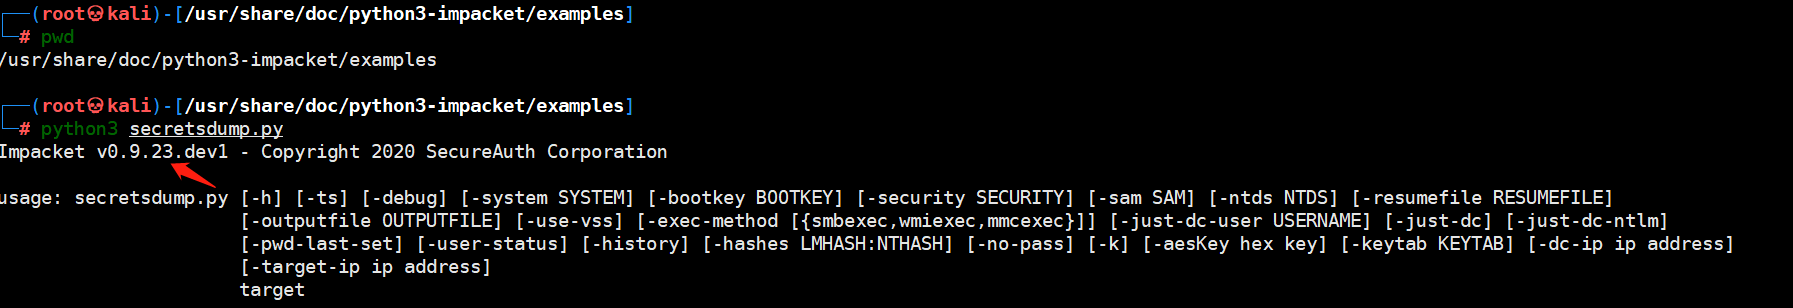 ┌──(root💀kali)-[/usr/share/doc/python3-impacket/examples]
└─# pwd
/usr/share/doc/python3-impacket/examples
┌──(root💀kali)-[/usr/share/doc/python3-impacket/examples]
└─# python3 secretsdump.py
Impacket v0.9.23.dev1 - Copyright 2020 SecureAuth Corporation
usage: secretsdump.py [-h] [-ts] [-debug] [-system SYSTEM] [-bootkey BOOTKEY] [-security SECURITY] [-sam SAM] [-ntds NTDS] [-resumefile RESUMEFILE]
[-outputfile OUTPUTFILE] [-use-vss] [-exec-method [{smbexec,wmiexec,mmcexec}]] [-just-dc-user USERNAME] [-just-dc] [-just-dc-ntlm]
[-pwd-last-set] [-user-status] [-history] [-hashes LMHASH:NTHASH] [-no-pass] [-k] [-aesKey hex key] [-keytab KEYTAB] [-dc-ip ip address]
[-target-ip ip address]
target